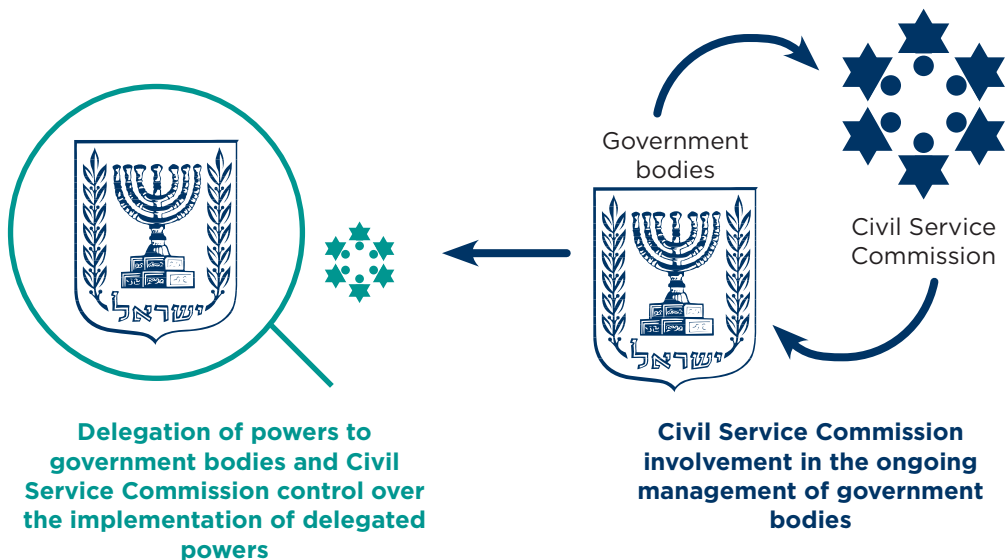 Government
bodies
Civil Service
Commission
ישראל
ישראל
Delegation of powers to
government bodies and Civil
Service Commission control over
the implementation of delegated
powers
Civil Service Commission
involvement in the ongoing
management of government
bodies